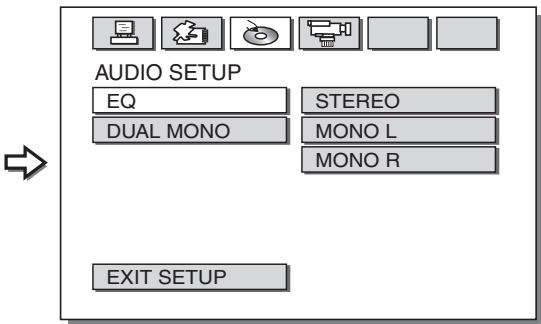 AUDIO SETUP
EQ STEREO
DUAL MONO MONO L
MONO R
EXIT SETUP